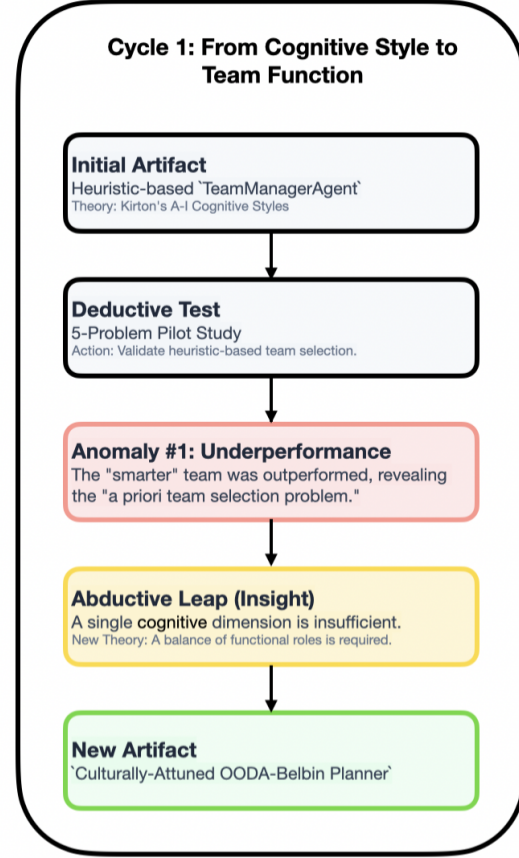 Cycle 1: From Cognitive Style to
Team Function
Initial Artifact
Heuristic-based `TeamManagerAgent`
Theory: Kirton's A-I Cognitive Styles
Deductive Test
5-Problem Pilot Study
Action: Validate heuristic-based team selection.
Anomaly #1: Underperformance
The "smarter" team was outperformed, revealing
the "a priori team selection problem."
Abductive Leap (Insight)
A single cognitive dimension is insufficient.
New Theory: A balance of functional roles is required.
New Artifact
`Culturally-Attuned OODA-Belbin Planner`